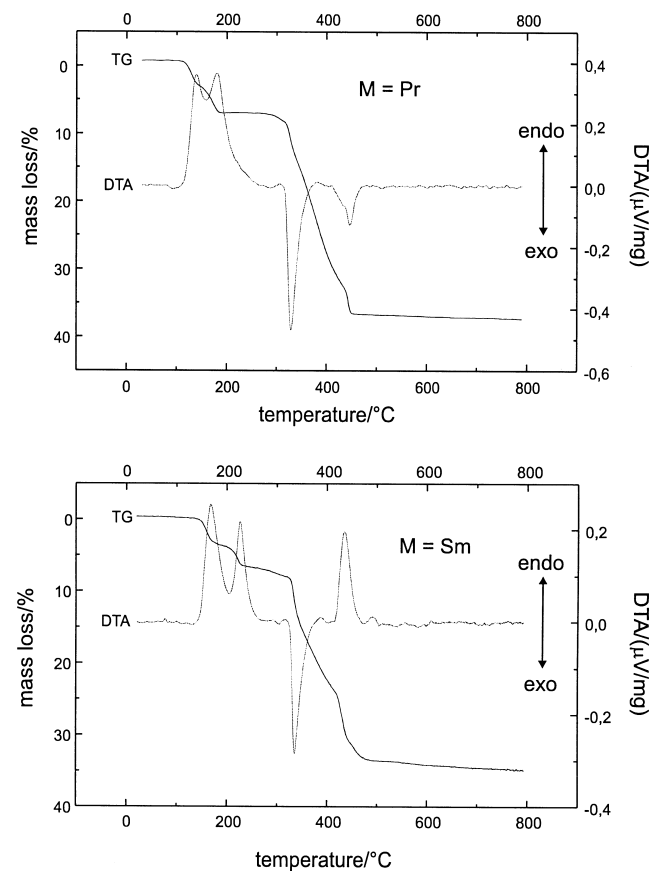 0 200 400 600 800
TG
0
0,4
M = Pr
0,2
10
endo
mass loss/%
DTA
20
0,0
DTA/(μV/mg)
exo
-0,2
30
-0,4
40
-0,6
0 200 400 600 800
temperature/°C
0 200 400 600 800
TG
0
0,2
M = Sm
endo
10
mass loss/%
DTA
0,0
DTA/(μV/mg)
20
exo
-0,2
30
40
-0,4
0 200 400 600 800
temperature/°C